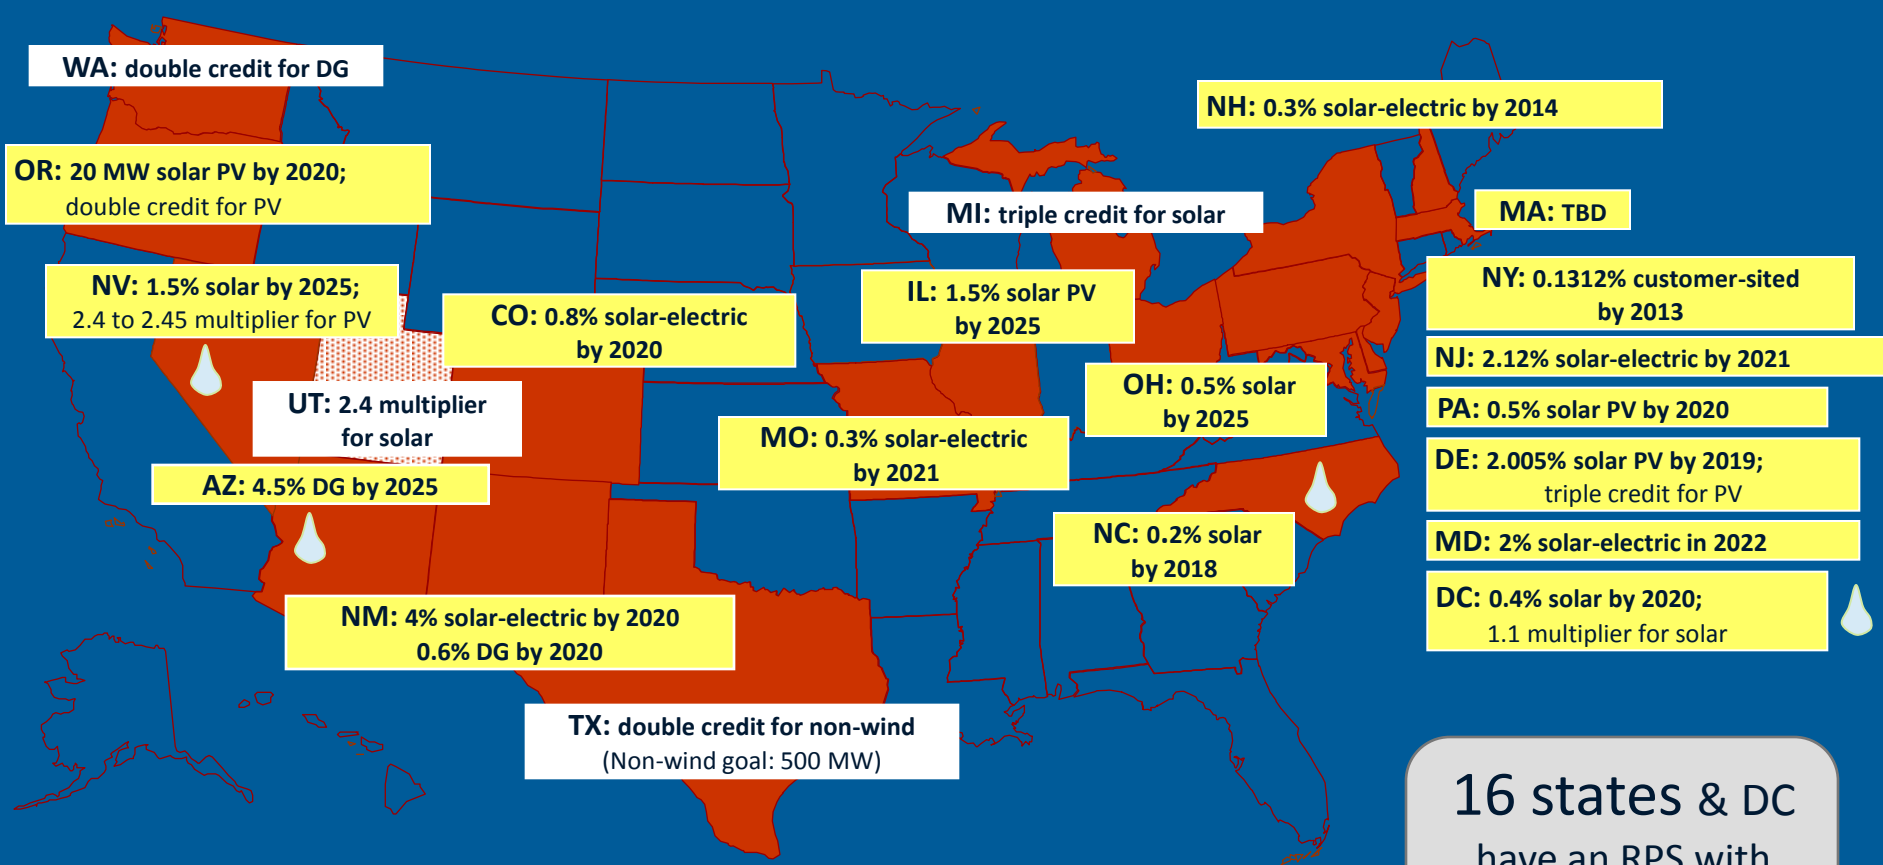 WA: double credit for DG
NH: 0.3% solar-electric by 2014
OR: 20 MW solar PV by 2020;
double credit for PV
MI: triple credit for solar
MA: TBD
NV: 1.5% solar by 2025;
2.4 to 2.45 multiplier for PV
CO: 0.8% solar-electric
by 2020
IL: 1.5% solar PV
by 2025
NY: 0.1312% customer-sited
by 2013
NJ: 2.12% solar-electric by 2021
UT: 2.4 multiplier
for solar
OH: 0.5% solar
by 2025
PA: 0.5% solar PV by 2020
MO: 0.3% solar-electric
by 2021
DE: 2.005% solar PV by 2019;
triple credit for PV
AZ: 4.5% DG by 2025
NC: 0.2% solar
by 2018
MD: 2% solar-electric in 2022
NM: 4% solar-electric by 2020
0.6% DG by 2020
DC: 0.4% solar by 2020;
1.1 multiplier for solar
TX: double credit for non-wind
(Non-wind goal: 500 MW)
16 states & DC
have an RPS with